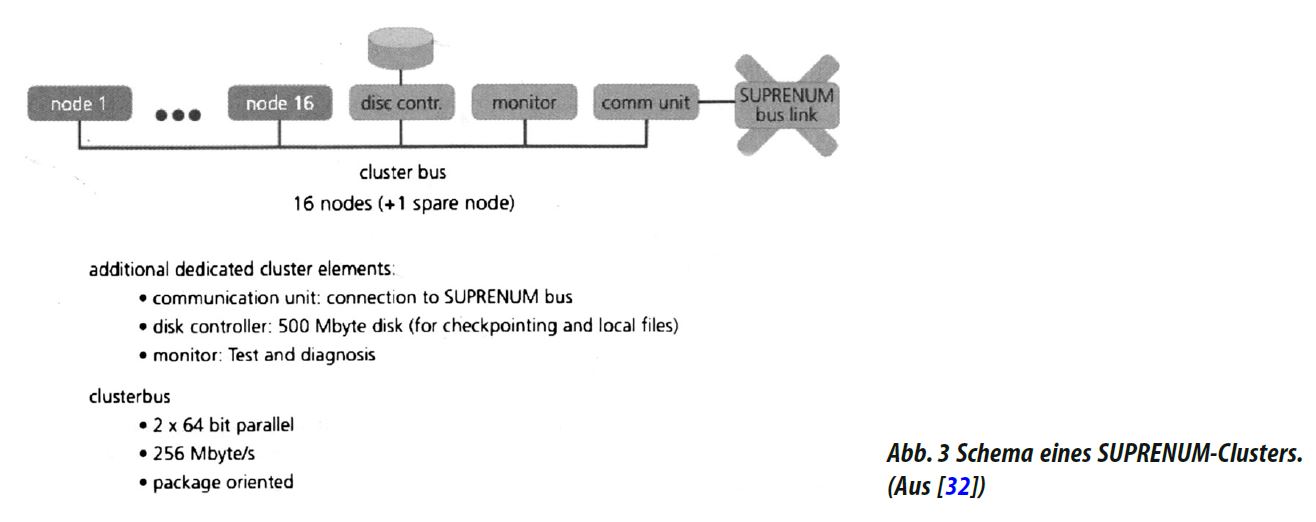 node 1
node 16
disc contr.
monitor
comm unit
SUPRENUM
bus link
cluster bus
16 nodes (+1 spare node)
additional dedicated cluster elements:
• communication unit: connection to SUPRENUM bus
• disk controller: 500 Mbyte disk (for checkpointing and local files)
• monitor: Test and diagnosis
clusterbus
• 2 x 64 bit parallel
• 256 Mbyte/s
• package oriented
Abb. 3 Schema eines SUPRENUM-Clusters.
(Aus [32])